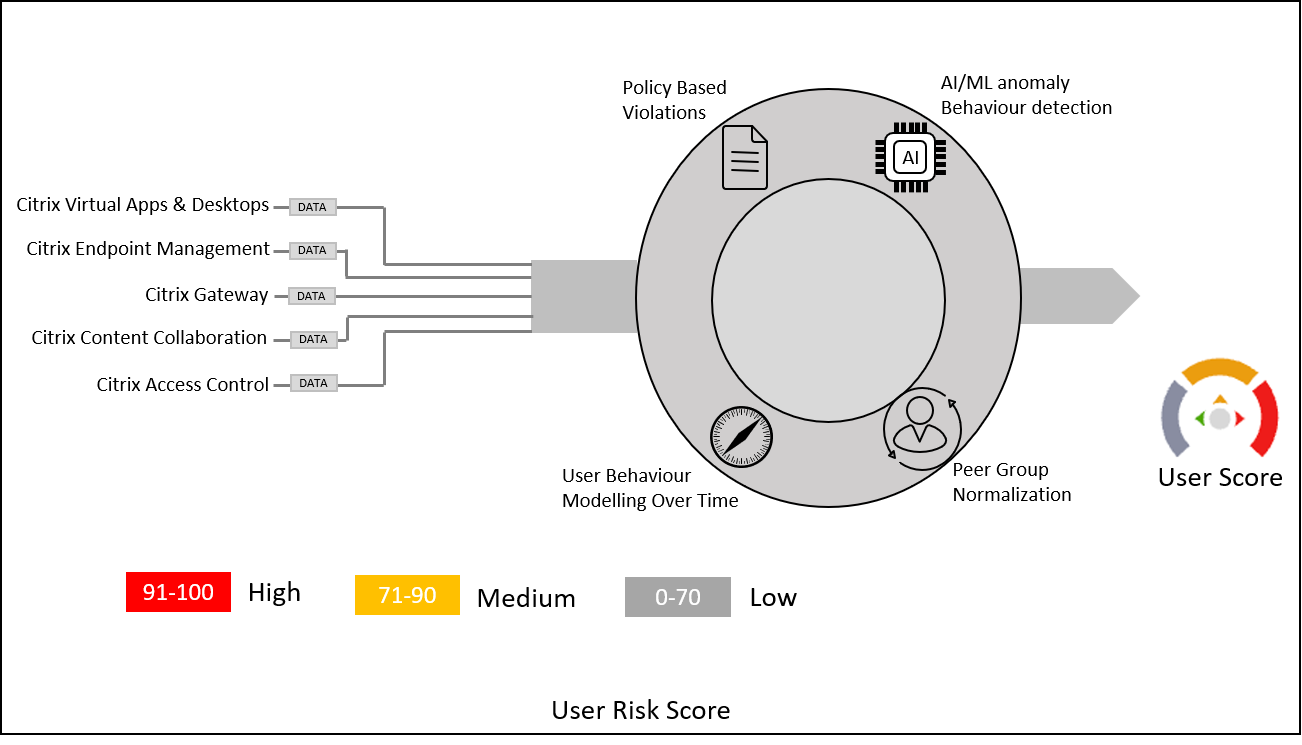 Policy Based
Violations
AI/ML anomaly
Behaviour detection
AI
Citrix Virtual Apps & Desktops
DATA
Citrix Endpoint Management
DATA
Citrix Gateway
DATA
Citrix Content Collaboration
DATA
Citrix Access Control
DATA
User Behaviour
Modelling Over Time
Peer Group
Normalization
User Score
91-100
High
71-90
Medium
0-70
Low
User Risk Score